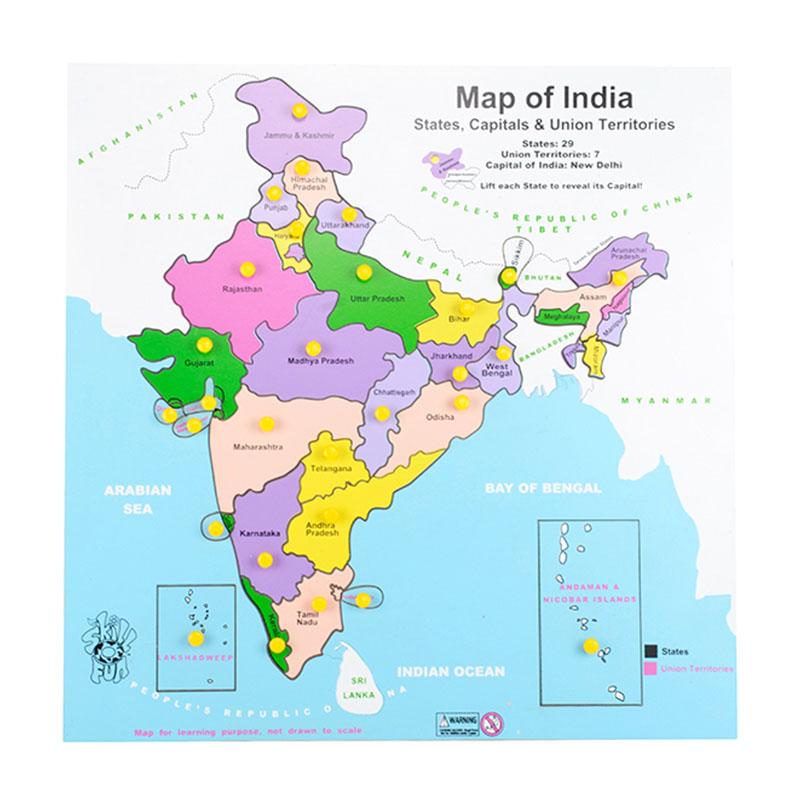 Map of India
States, Capitals & Union Territories
States: 29
Union Territories: 7
Capital of India: New Delhi
Lift each State to reveal its Capital!
AFGHANISTAN
PAKISTAN
PEOPLE'S REPUBLIC OF CHINA
TIBET
NEPAL
BHUTAN
BANGLADESH
MYANMAR
Jammu & Kashmir
Himachal
Pradesh
Punjab
Uttarakhand
Haryana
Rajasthan
Uttar Pradesh
Bihar
Sikkim
Arunachal
Pradesh
Assam
Nagaland
Meghalaya
Manipur
Tripura
Mizoram
Gujarat
Madhya Pradesh
Jharkhand
West
Bengal
Chhattisgarh
Odisha
Maharashtra
Telangana
Andhra
Pradesh
Karnataka
Tamil
Nadu
Kerala
ARABIAN
SEA
BAY OF BENGAL
INDIAN OCEAN
ANDAMAN &
NICOBAR ISLANDS
LAKSHADWEEP
SRI
LANKA
States
Union Territories
Skillo
FUN
PEOPLE'S REPUBLIC O NA
Map for learning purpose, not drawn to scale
WARNING